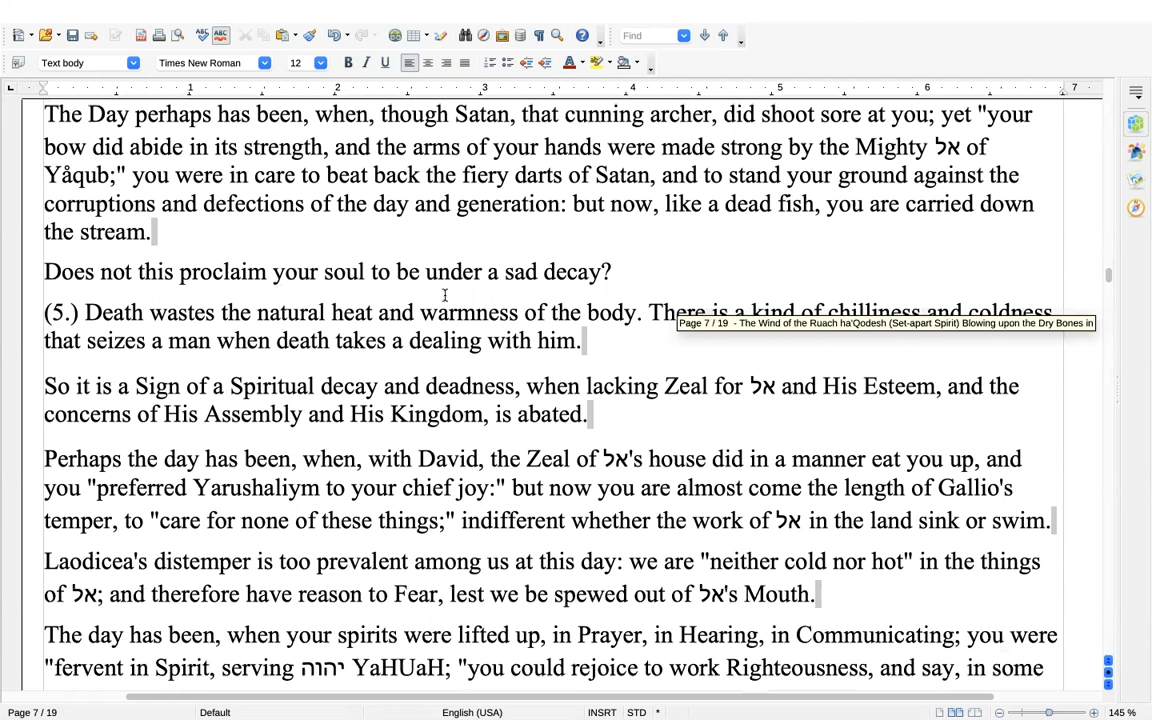 Find
Text body
Times New Roman
12
1 2 3 4 5 6 7
The Day perhaps has been, when, though Satan, that cunning archer, did shoot sore at you; yet "your
bow did abide in its strength, and the arms of your hands were made strong by the Mighty אל of
Yåqub;" you were in care to beat back the fiery darts of Satan, and to stand your ground against the
corruptions and defections of the day and generation: but now, like a dead fish, you are carried down
the stream.
Does not this proclaim your soul to be under a sad decay?
(5.) Death wastes the natural heat and warmness of the body. There is a kind of chilliness and coldness
Page 7 / 19 - The Wind of the Ruach ha'Qodesh (Set-apart Spirit) Blowing upon the Dry Bones in
that seizes a man when death takes a dealing with him.
So it is a Sign of a Spiritual decay and deadness, when lacking Zeal for אל and His Esteem, and the
concerns of His Assembly and His Kingdom, is abated.
Perhaps the day has been, when, with David, the Zeal of אל's house did in a manner eat you up, and
you "preferred Yarushaliym to your chief joy:" but now you are almost come the length of Gallio's
temper, to "care for none of these things;" indifferent whether the work of אל in the land sink or swim.
Laodicea's distemper is too prevalent among us at this day: we are "neither cold nor hot" in the things
of אל; and therefore have reason to Fear, lest we be spewed out of אל's Mouth.
The day has been, when your spirits were lifted up, in Prayer, in Hearing, in Communicating; you were
"fervent in Spirit, serving יהוה YaHUaH; "you could rejoice to work Righteousness, and say, in some
Page 7 / 19 Default English (USA) INSRT STD * 145 %